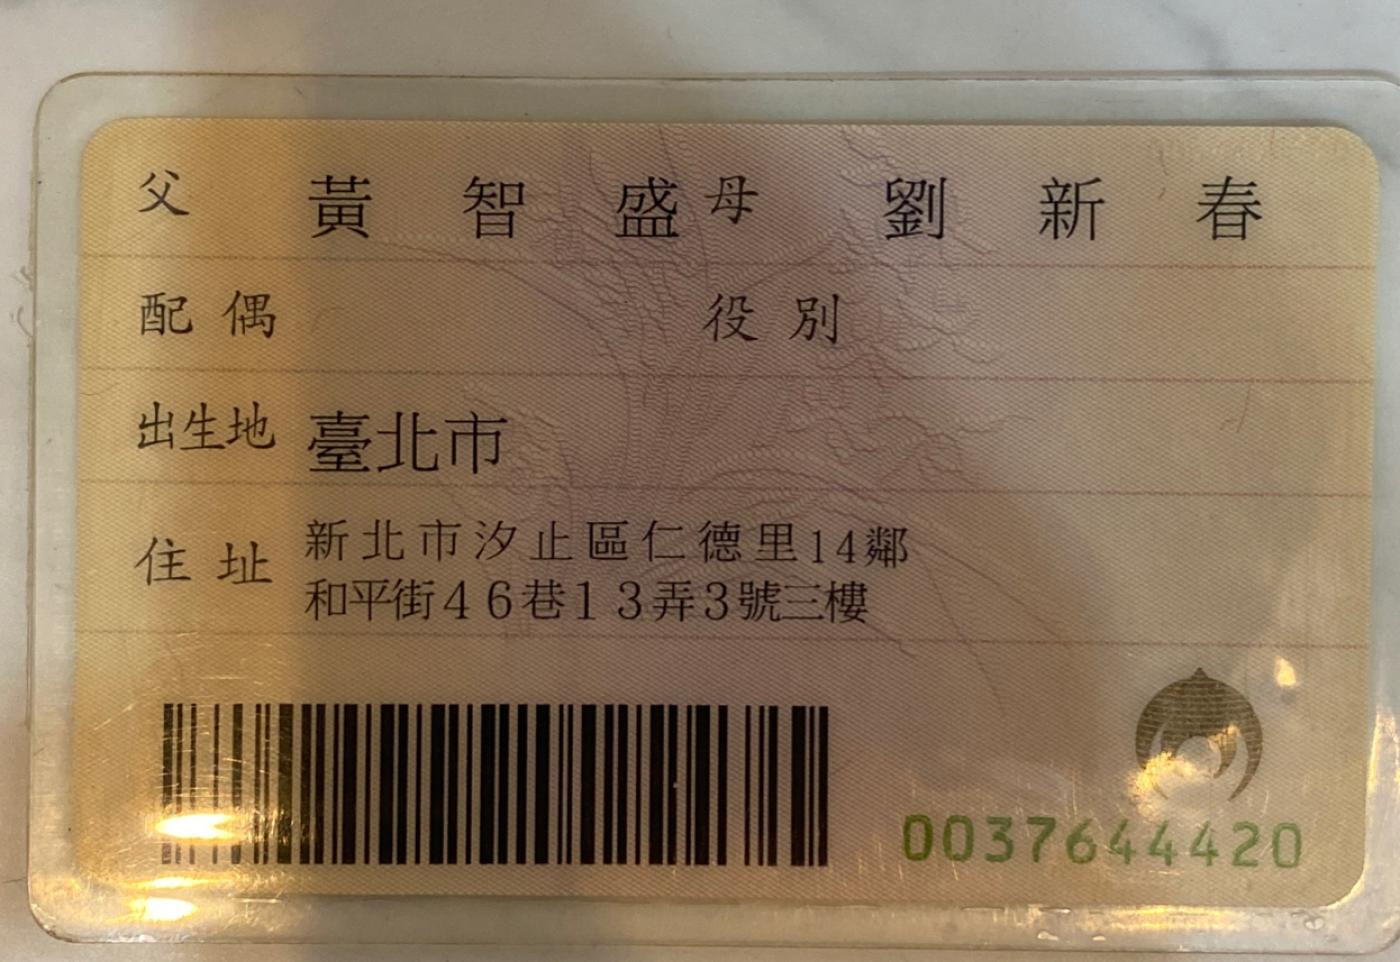 父 黃智盛 母 劉新春
配偶 役別
出生地 臺北市
住址 新北市汐止區仁德里14鄰
和平街46巷13弄3號三樓
0037644420